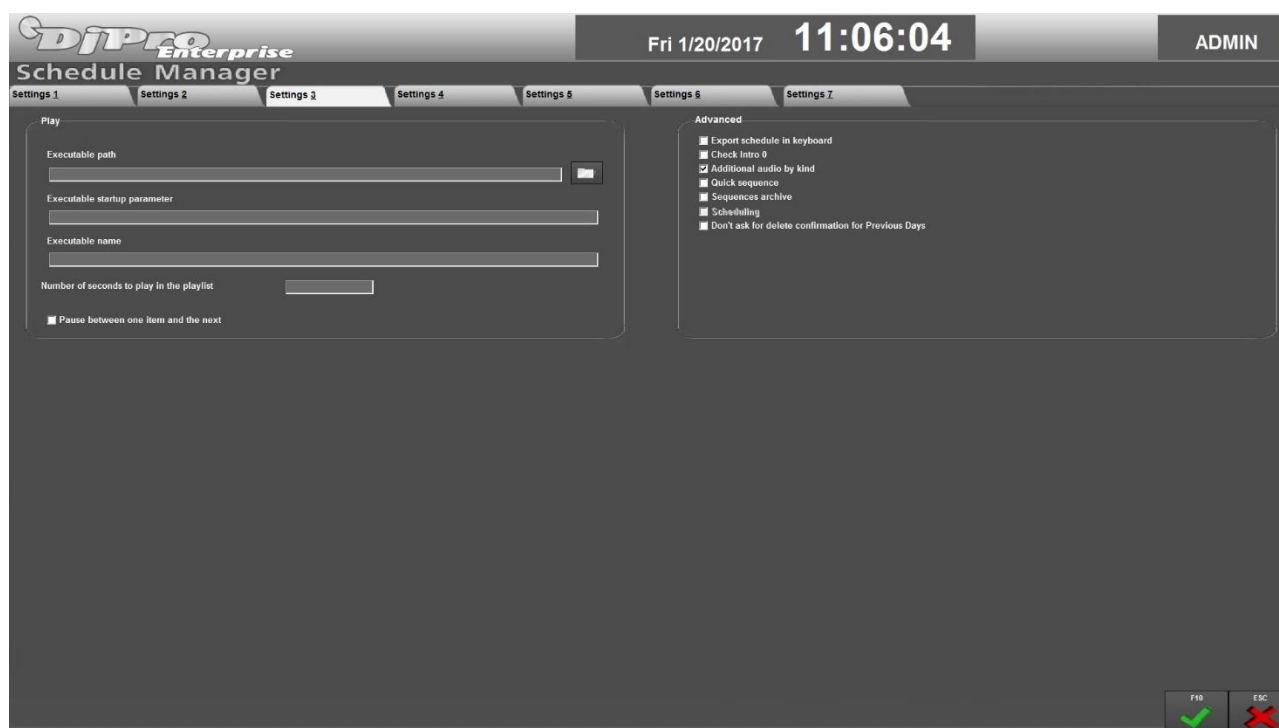 DjPro
Enterprise
Fri 1/20/2017 11:06:04 ADMIN
Schedule Manager
Settings 1 Settings 2 Settings 3 Settings 4 Settings 5 Settings 6 Settings 7
Play
Executable path
Executable startup parameter
Executable name
Number of seconds to play in the playlist
Pause between one item and the next
Advanced
Export schedule in keyboard
Check Intro 0
Additional audio by kind
Quick sequence
Sequences archive
Scheduling
Don't ask for delete confirmation for Previous Days
F10 ESC